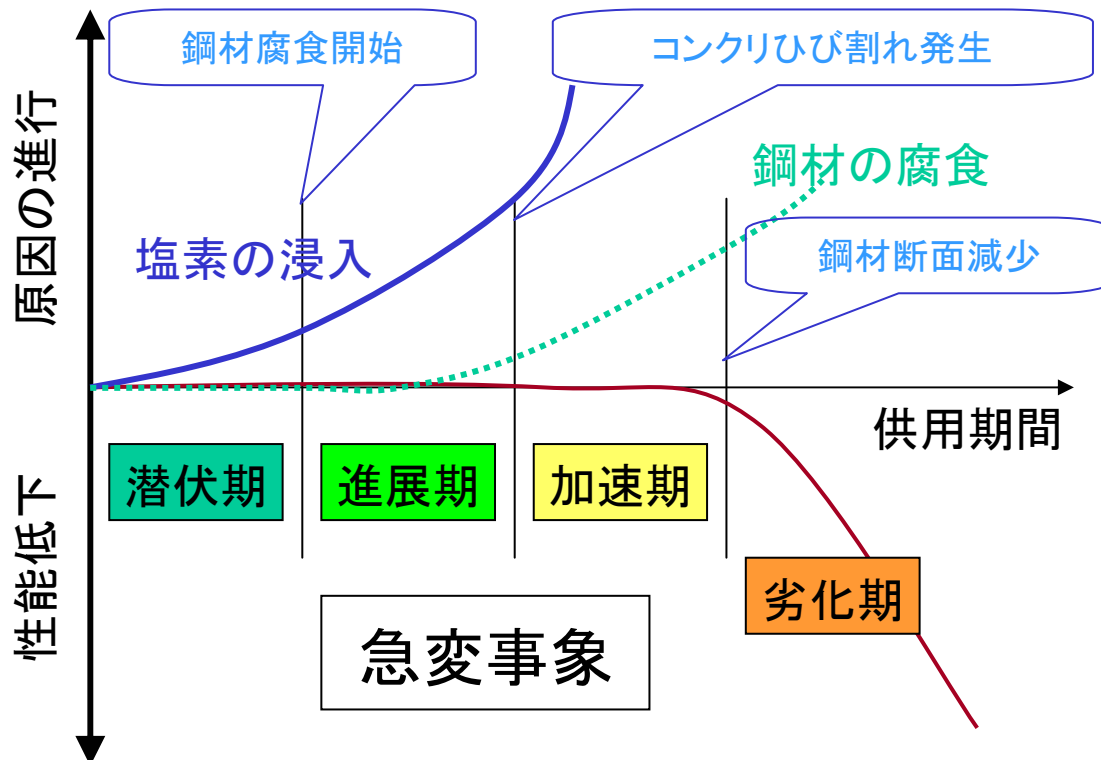 鋼材腐食開始
コンクリひび割れ発生
原因の進行
鋼材の腐食
塩素の浸入
鋼材断面減少
供用期間
潜伏期
進展期
加速期
性能低下
劣化期
急変事象